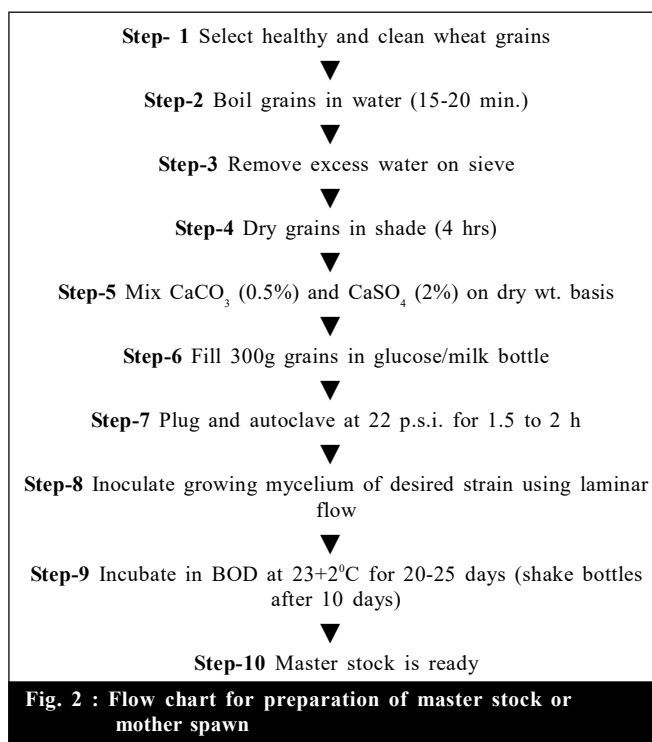 Step- 1 Select healthy and clean wheat grains
Step-2 Boil grains in water (15-20 min.)
Step-3 Remove excess water on sieve
Step-4 Dry grains in shade (4 hrs)
Step-5 Mix CaCO₃ (0.5%) and CaSO₄ (2%) on dry wt. basis
Step-6 Fill 300g grains in glucose/milk bottle
Step-7 Plug and autoclave at 22 p.s.i. for 1.5 to 2 h
Step-8 Inoculate growing mycelium of desired strain using laminar
flow
Step-9 Incubate in BOD at 23+2⁰C for 20-25 days (shake bottles
after 10 days)
Step-10 Master stock is ready
Fig. 2 : Flow chart for preparation of master stock or
mother spawn